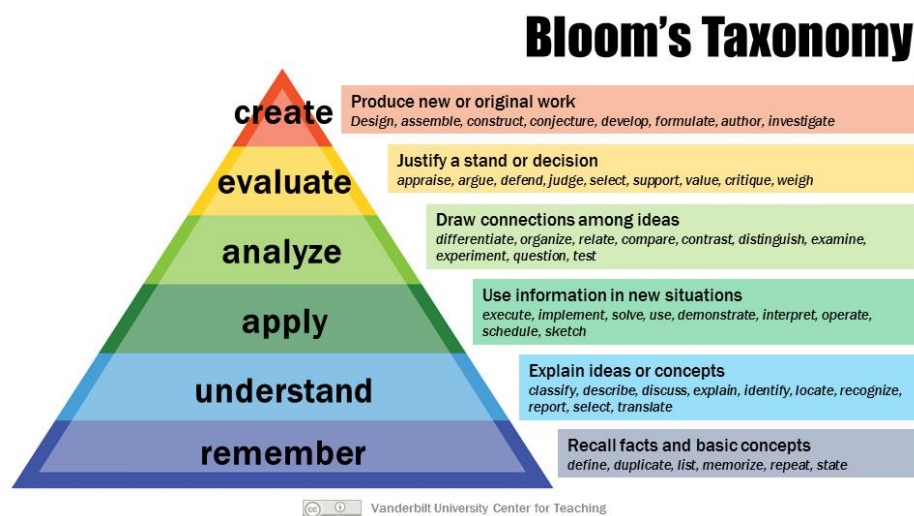 Bloom's Taxonomy
create
Produce new or original work
Design, assemble, construct, conjecture, develop, formulate, author, investigate
evaluate
Justify a stand or decision
appraise, argue, defend, judge, select, support, value, critique, weigh
analyze
Draw connections among ideas
differentiate, organize, relate, compare, contrast, distinguish, examine,
experiment, question, test
apply
Use information in new situations
execute, implement, solve, use, demonstrate, interpret, operate,
schedule, sketch
understand
Explain ideas or concepts
classify, describe, discuss, explain, identify, locate, recognize,
report, select, translate
remember
Recall facts and basic concepts
define, duplicate, list, memorize, repeat, state
cc Vanderbilt University Center for Teaching